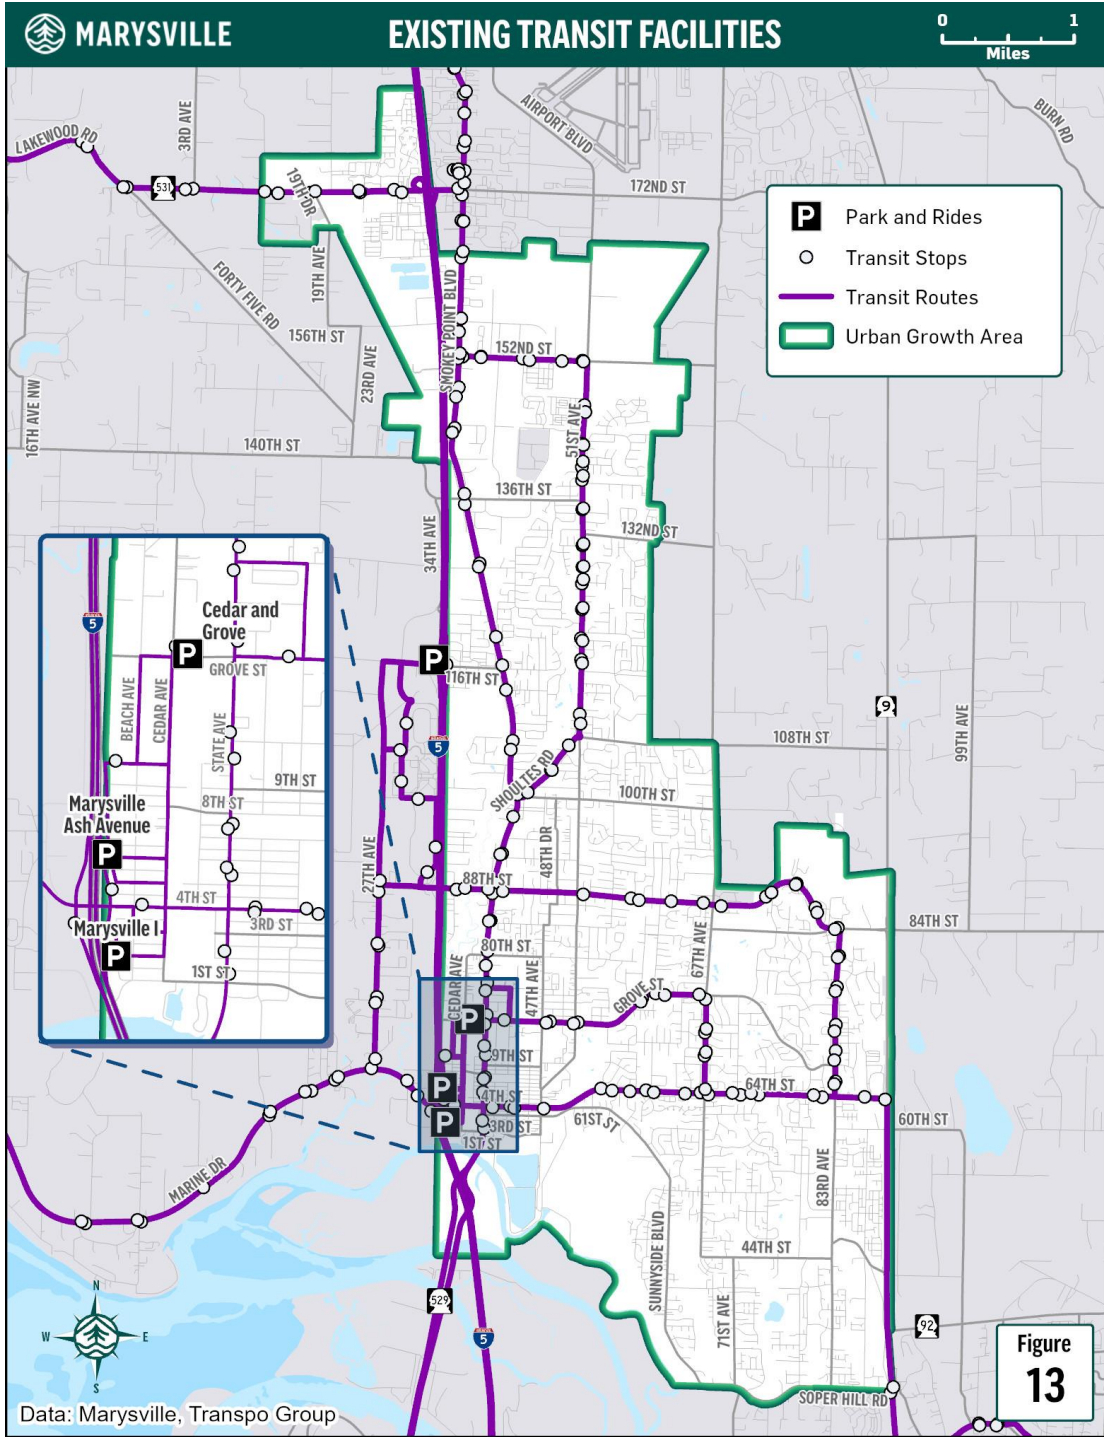 MARYSVILLE
EXISTING TRANSIT FACILITIES
0 1
Miles
P Park and Rides
Transit Stops
Transit Routes
Urban Growth Area
LAKEWOOD RD
3RD AVE
AIRPORT BLVD
BURN RD
531
19TH DR
172ND ST
19TH AVE
FORTY FIVE RD
SMOKEY POINT BLVD
156TH ST
23RD AVE
152ND ST
16TH AVE NW
140TH ST
51ST AVE
136TH ST
132ND ST
34TH AVE
P
116TH ST
5
9
99TH AVE
108TH ST
SHOULTES RD
100TH ST
48TH DR
27TH AVE
88TH ST
84TH ST
80TH ST
67TH AVE
CEDAR AVE
47TH AVE
GROVE ST
P
9TH ST
P
4TH ST
64TH ST
P
3RD ST
61ST ST
60TH ST
1ST ST
MARINE DR
83RD AVE
SUNNYSIDE BLVD
44TH ST
71ST AVE
529
5
92
SOPER HILL RD
5
Cedar and
Grove
P
GROVE ST
BEACH AVE
CEDAR AVE
STATE AVE
9TH ST
8TH ST
Marysville
Ash Avenue
P
4TH ST
3RD ST
Marysville I
P
1ST ST
N
W E
S
Data: Marysville, Transpo Group
Figure
13